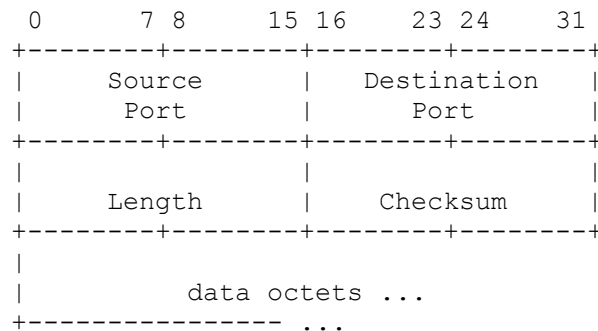 0 7 8 15 16 23 24 31
+--------+--------+--------+--------+
| Source | Destination |
| Port | Port |
+--------+--------+--------+--------+
| | |
| Length | Checksum |
+--------+--------+--------+--------+
|
| data octets ...
+---------------- ...